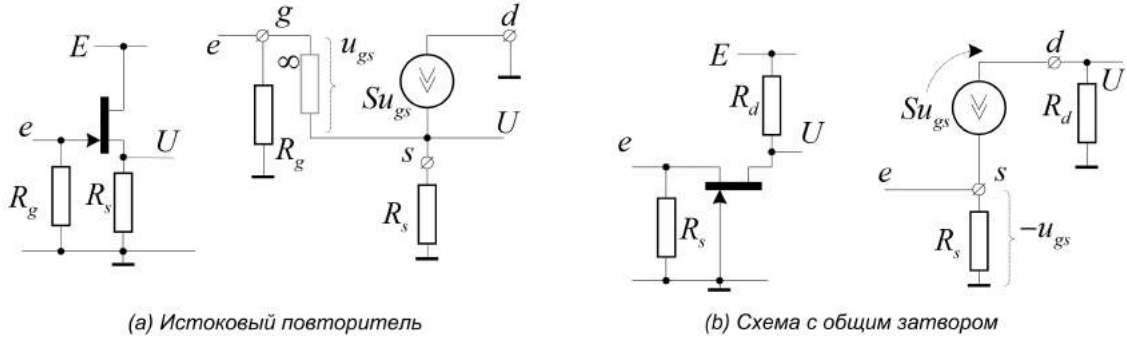 E
e
U
R_g
R_s
g
e
∞
u_gs
R_g
Su_gs
d
U
s
R_s
(a) Истоковый повторитель
E
R_d
U
e
R_s
d
U
Su_gs
R_d
e
s
R_s
−u_gs
(b) Схема с общим затвором